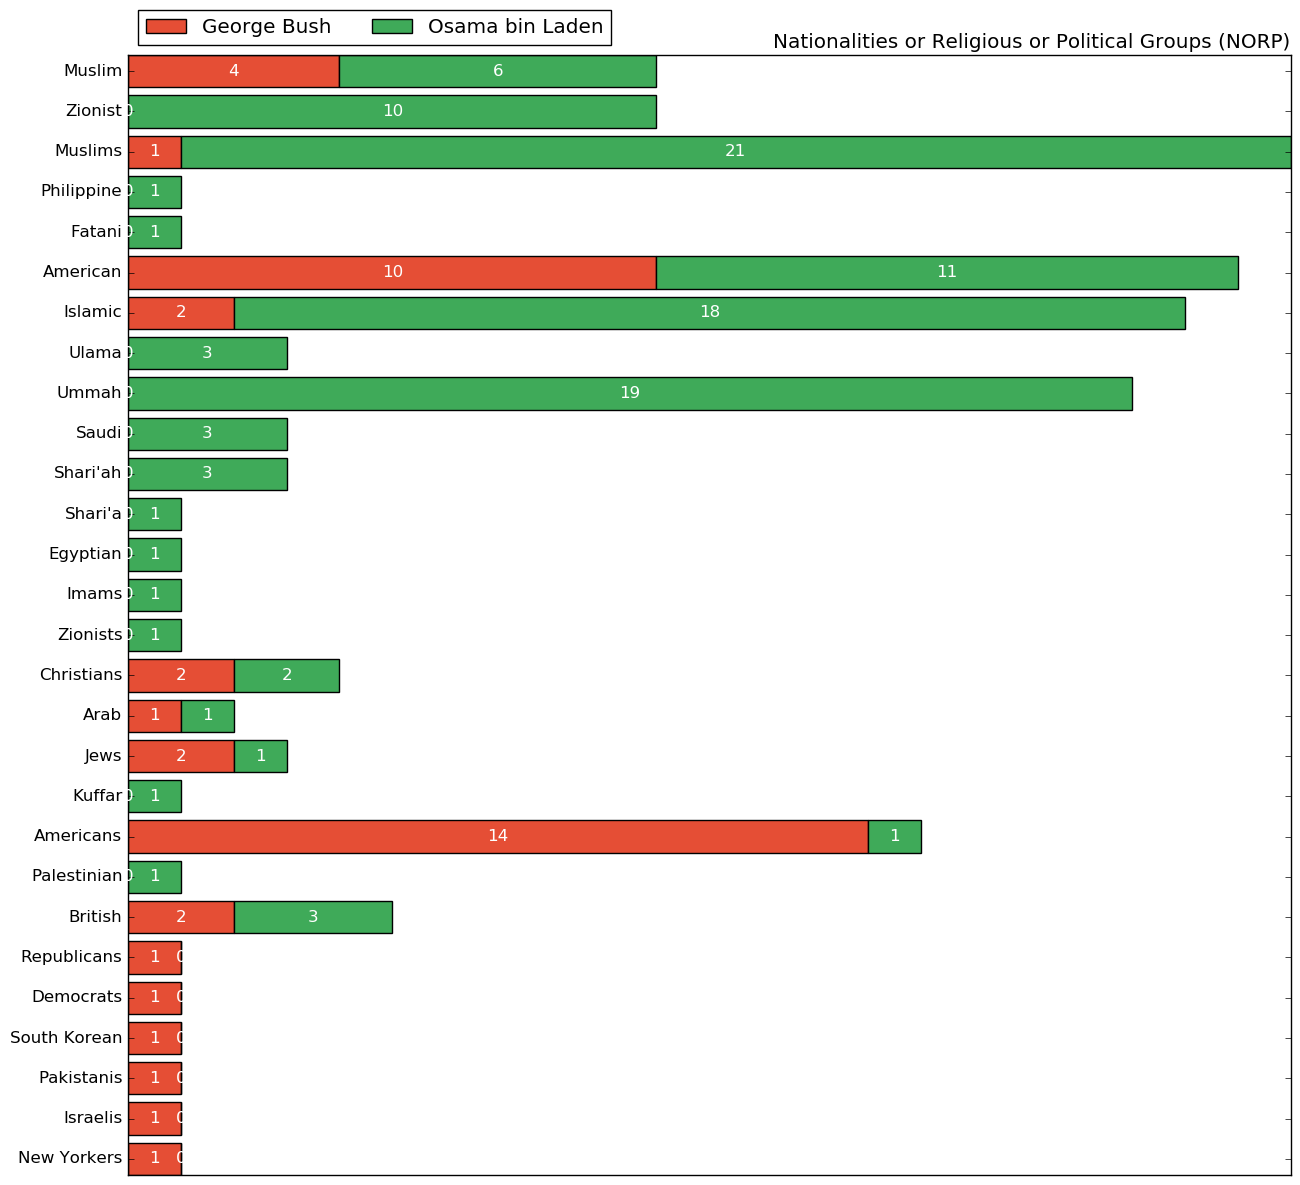 George Bush Osama bin Laden
Nationalities or Religious or Political Groups (NORP)
Muslim 4 6
Zionist 0 10
Muslims 1 21
Philippine 0 1
Fatani 0 1
American 10 11
Islamic 2 18
Ulama 0 3
Ummah 0 19
Saudi 0 3
Shari'ah 0 3
Shari'a 0 1
Egyptian 0 1
Imams 0 1
Zionists 0 1
Christians 2 2
Arab 1 1
Jews 2 1
Kuffar 0 1
Americans 14 1
Palestinian 0 1
British 2 3
Republicans 1 0
Democrats 1 0
South Korean 1 0
Pakistanis 1 0
Israelis 1 0
New Yorkers 1 0